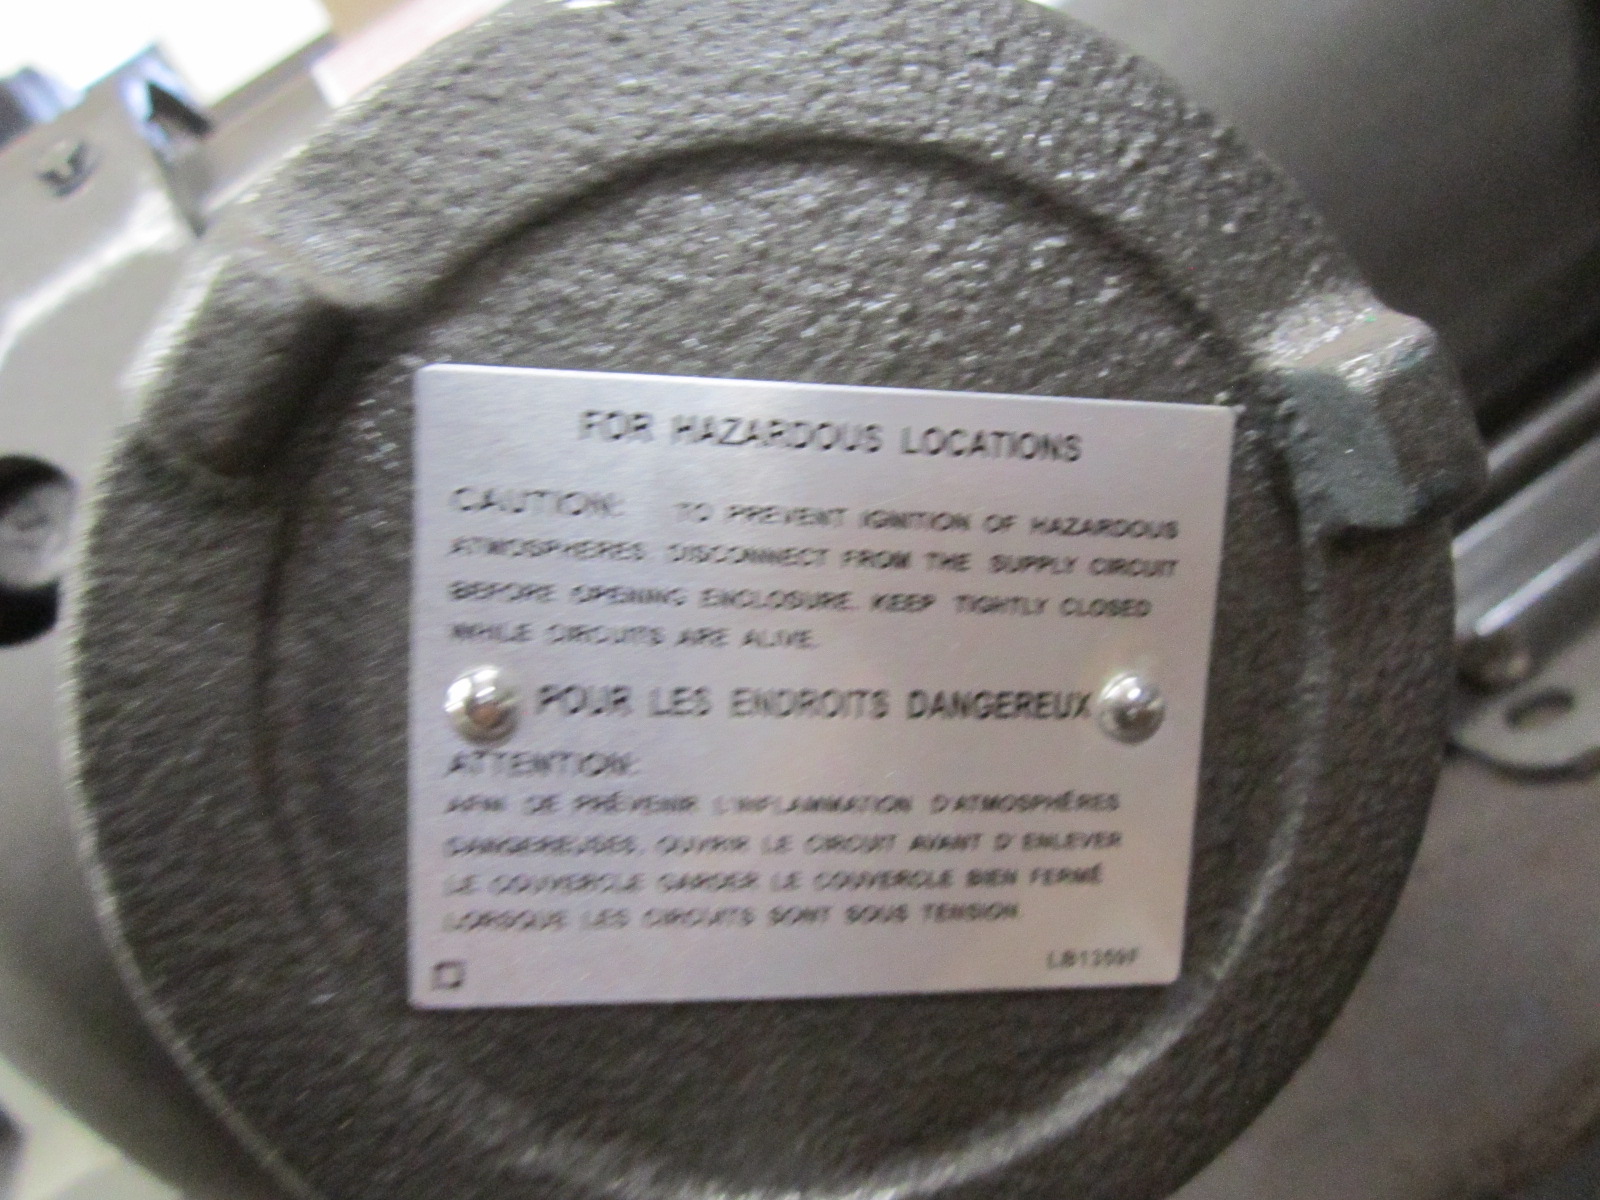 FOR HAZARDOUS LOCATIONS
CAUTION: TO PREVENT IGNITION OF HAZARDOUS
ATMOSPHERES DISCONNECT FROM THE SUPPLY CIRCUIT
BEFORE OPENING ENCLOSURE. KEEP TIGHTLY CLOSED
WHILE CIRCUITS ARE ALIVE.
POUR LES ENDROITS DANGEREUX
ATTENTION:
AFIN DE PRÉVENIR L'INFLAMMATION D'ATMOSPHÈRES
DANGEREUSES, OUVRIR LE CIRCUIT AVANT D'ENLEVER
LE COUVERCLE GARDER LE COUVERCLE BIEN FERMÉ
LORSQUE LES CIRCUITS SONT SOUS TENSION